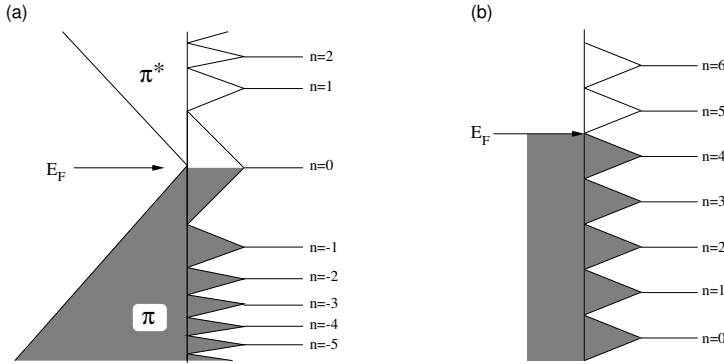 (a)
π*
n=2
n=1
E_F
n=0
n=-1
n=-2
π
n=-3
n=-4
n=-5
(b)
n=6
n=5
E_F
n=4
n=3
n=2
n=1
n=0